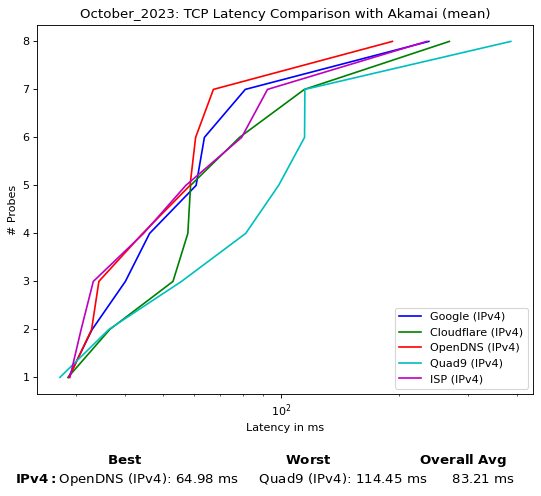 October_2023: TCP Latency Comparison with Akamai (mean)
8
7
6
5
4
3
2
1
# Probes
Google (IPv4)
Cloudflare (IPv4)
OpenDNS (IPv4)
Quad9 (IPv4)
ISP (IPv4)
10²
Latency in ms
Best Worst Overall Avg
IPv4: OpenDNS (IPv4): 64.98 ms Quad9 (IPv4): 114.45 ms 83.21 ms